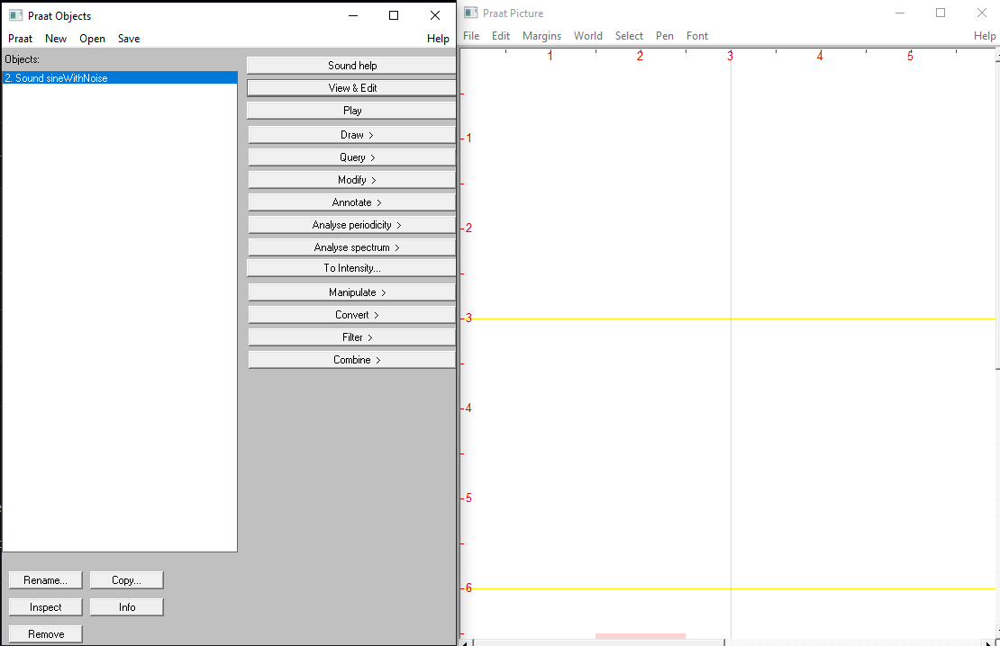 Praat Objects
Praat New Open Save Help
Objects:
2. Sound sineWithNoise
Sound help
View & Edit
Play
Draw >
Query >
Modify >
Annotate >
Analyse periodicity >
Analyse spectrum >
To Intensity...
Manipulate >
Convert >
Filter >
Combine >
Rename... Copy...
Inspect Info
Remove
Praat Picture
File Edit Margins World Select Pen Font Help
1 2 3 4 5
1
2
3
4
5
6